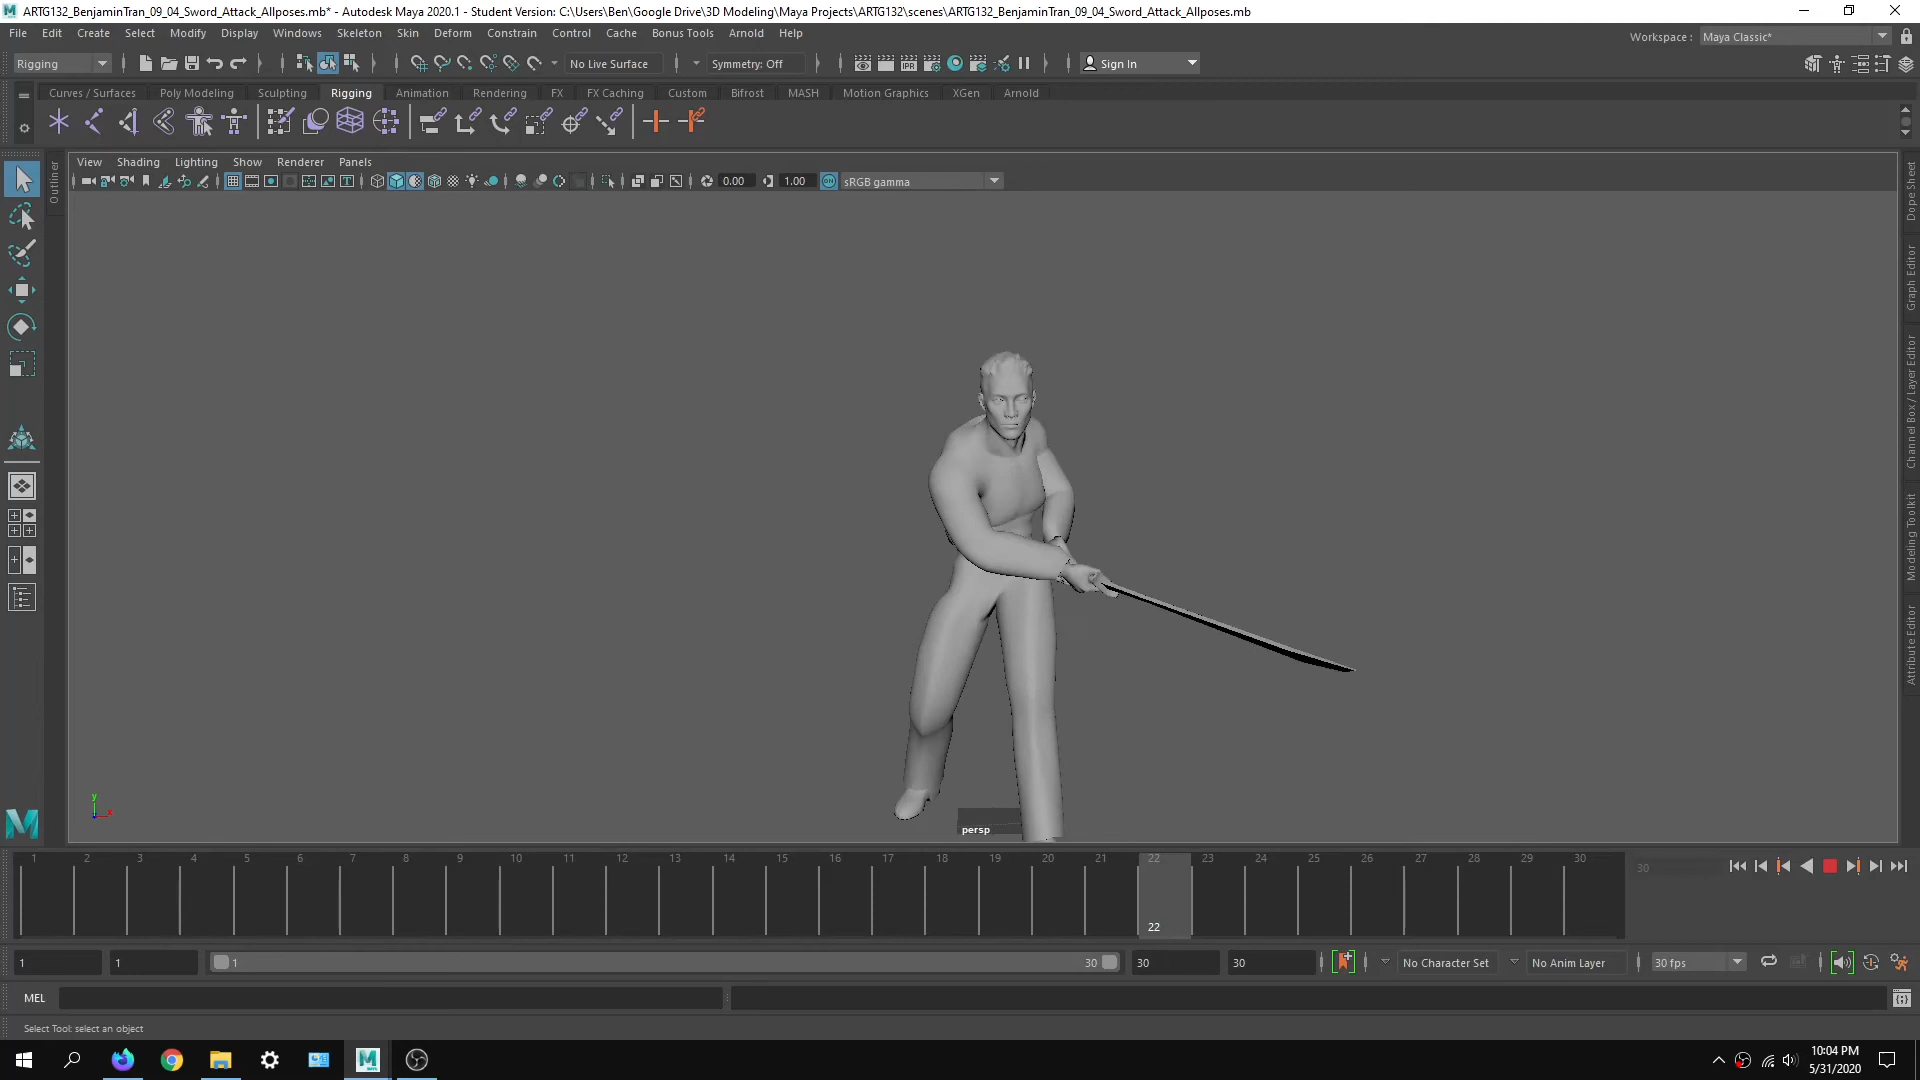 ARTG132_BenjaminTran_09_04_Sword_Attack_Allposes.mb* - Autodesk Maya 2020.1 - Student Version: C:\Users\Ben\Google Drive\3D Modeling\Maya Projects\ARTG132\scenes\ARTG132_BenjaminTran_09_04_Sword_Attack_Allposes.mb
File Edit Create Select Modify Display Windows Skeleton Skin Deform Constrain Control Cache Bonus Tools Arnold Help
Workspace : Maya Classic*
Rigging No Live Surface Symmetry: Off IPR Sign In
Curves / Surfaces Poly Modeling Sculpting Rigging Animation Rendering FX FX Caching Custom Bifrost MASH Motion Graphics XGen Arnold
View Shading Lighting Show Renderer Panels
0.00 1.00 ON sRGB gamma
Outliner
Dope Sheet
Graph Editor
Channel Box / Layer Editor
Modeling Toolkit
Attribute Editor
y
x
persp
1 2 3 4 5 6 7 8 9 10 11 12 13 14 15 16 17 18 19 20 21 22 23 24 25 26 27 28 29 30
30
22
1 1 1 30 30 30 No Character Set No Anim Layer 30 fps
MEL
Select Tool: select an object
10:04 PM
5/31/2020